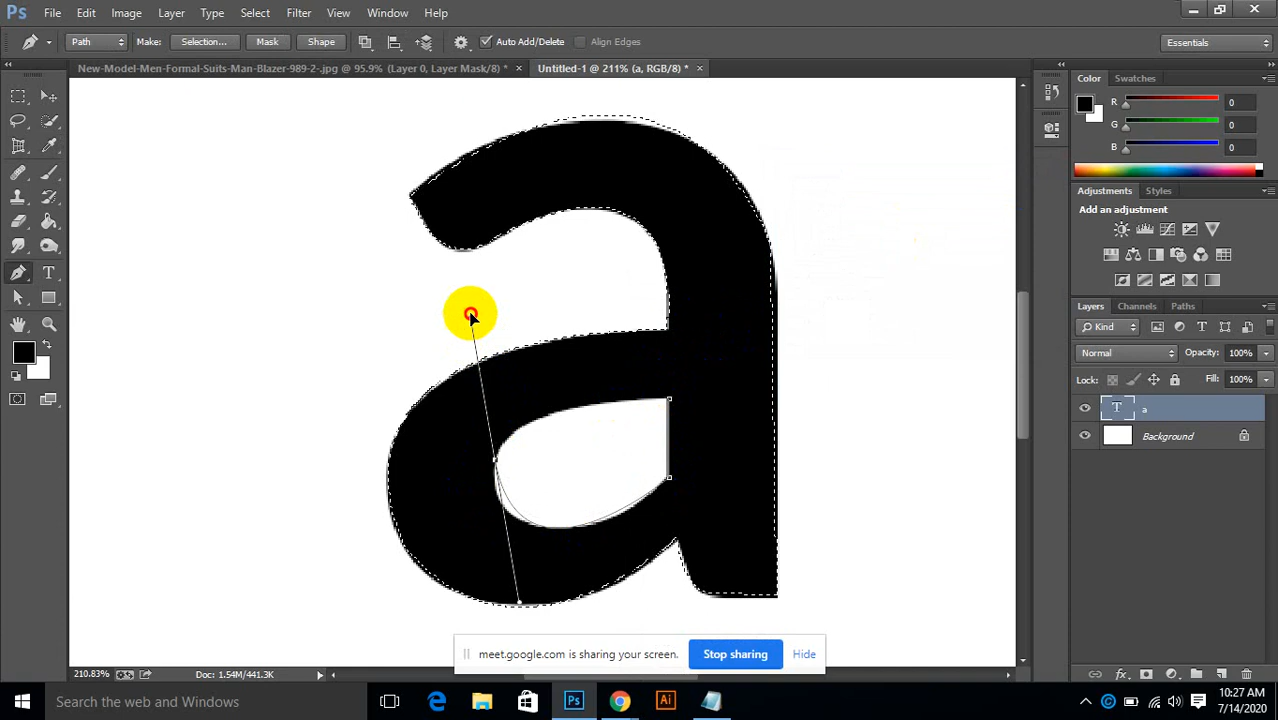 Ps File Edit Image Layer Type Select Filter View Window Help
Path Make: Selection... Mask Shape Auto Add/Delete Align Edges Essentials
New-Model-Men-Formal-Suits-Man-Blazer-989-2-.jpg @ 95.9% (Layer 0, Layer Mask/8) * × Untitled-1 @ 211% (a, RGB/8) * ×
Color Swatches
R 0
G 0
B 0
Adjustments Styles
Add an adjustment
Layers Channels Paths
Kind
Normal Opacity: 100%
Lock: Fill: 100%
T a
Background
a
meet.google.com is sharing your screen. Stop sharing Hide
210.83% Doc: 1.54M/441.3K
Search the web and Windows
Ps Ai
10:27 AM
7/14/2020